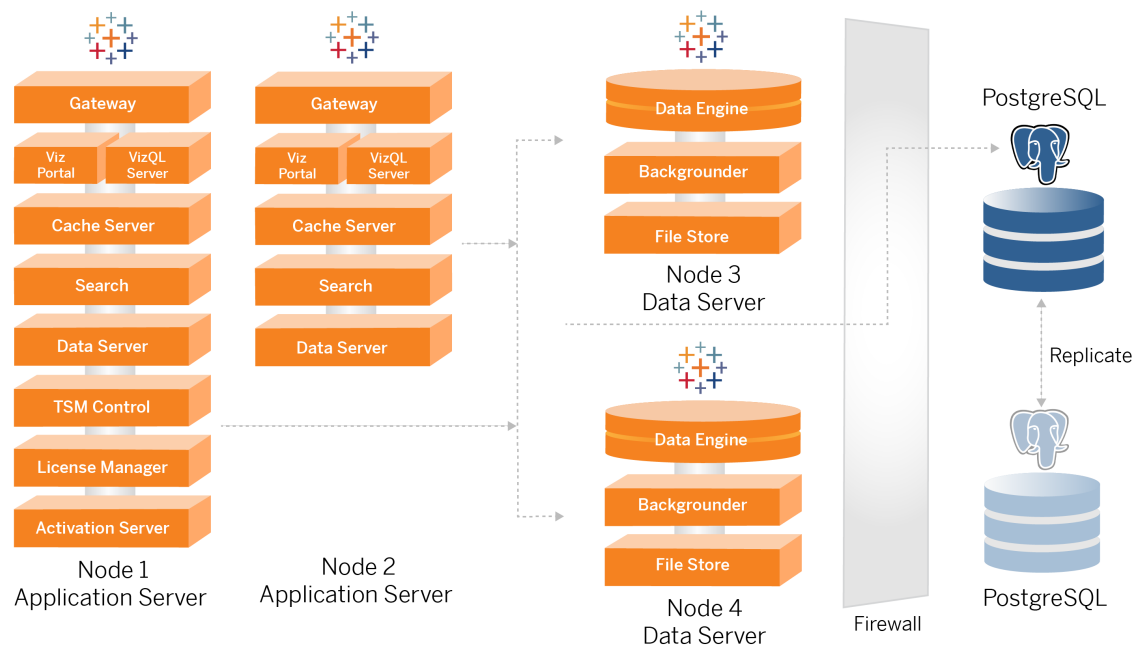 Gateway
Viz
Portal
VizQL
Server
Cache Server
Search
Data Server
TSM Control
License Manager
Activation Server
Node 1
Application Server
Gateway
Viz
Portal
VizQL
Server
Cache Server
Search
Data Server
Node 2
Application Server
Data Engine
Backgrounder
File Store
Node 3
Data Server
Data Engine
Backgrounder
File Store
Node 4
Data Server
Firewall
PostgreSQL
Replicate
PostgreSQL